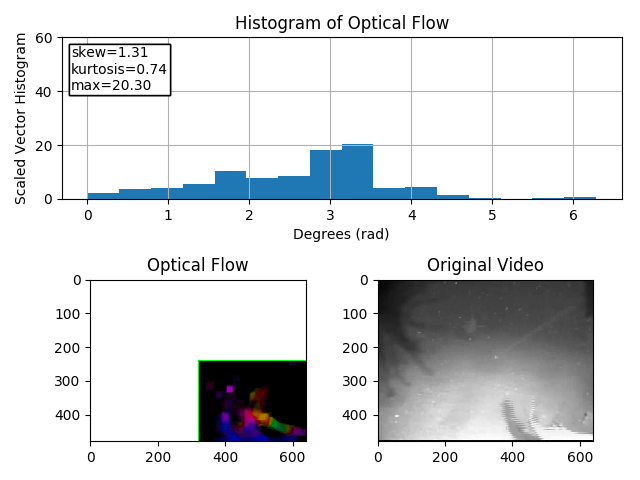 Histogram of Optical Flow
Scaled Vector Histogram
60
40
20
0
skew=1.31
kurtosis=0.74
max=20.30
0 1 2 3 4 5 6
Degrees (rad)
Optical Flow
0
100
200
300
400
0 200 400 600
Original Video
0
100
200
300
400
0 200 400 600